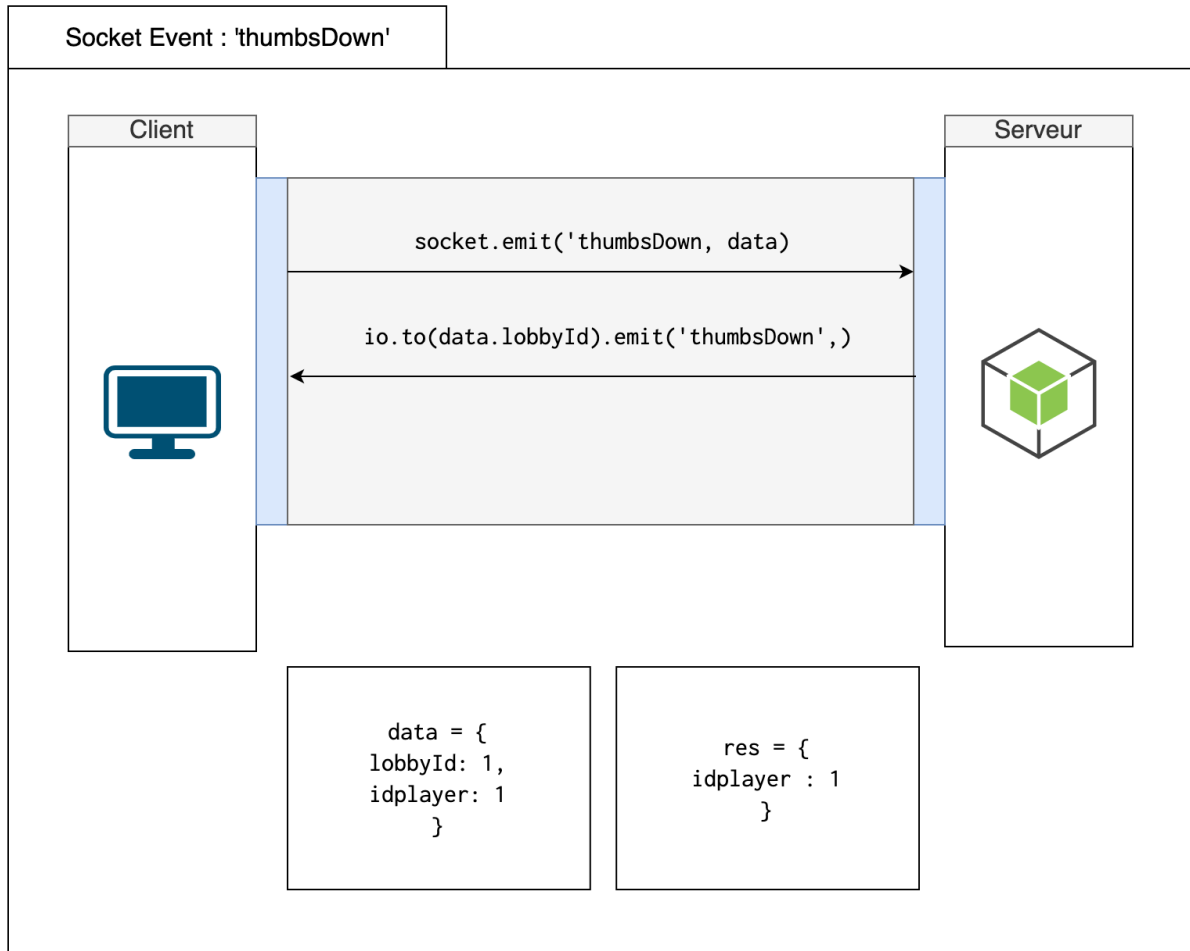 Socket Event : 'thumbsDown'
Client
Serveur
socket.emit('thumbsDown, data)
io.to(data.lobbyId).emit('thumbsDown',)
data = {
lobbyId: 1,
idplayer: 1
}
res = {
idplayer : 1
}